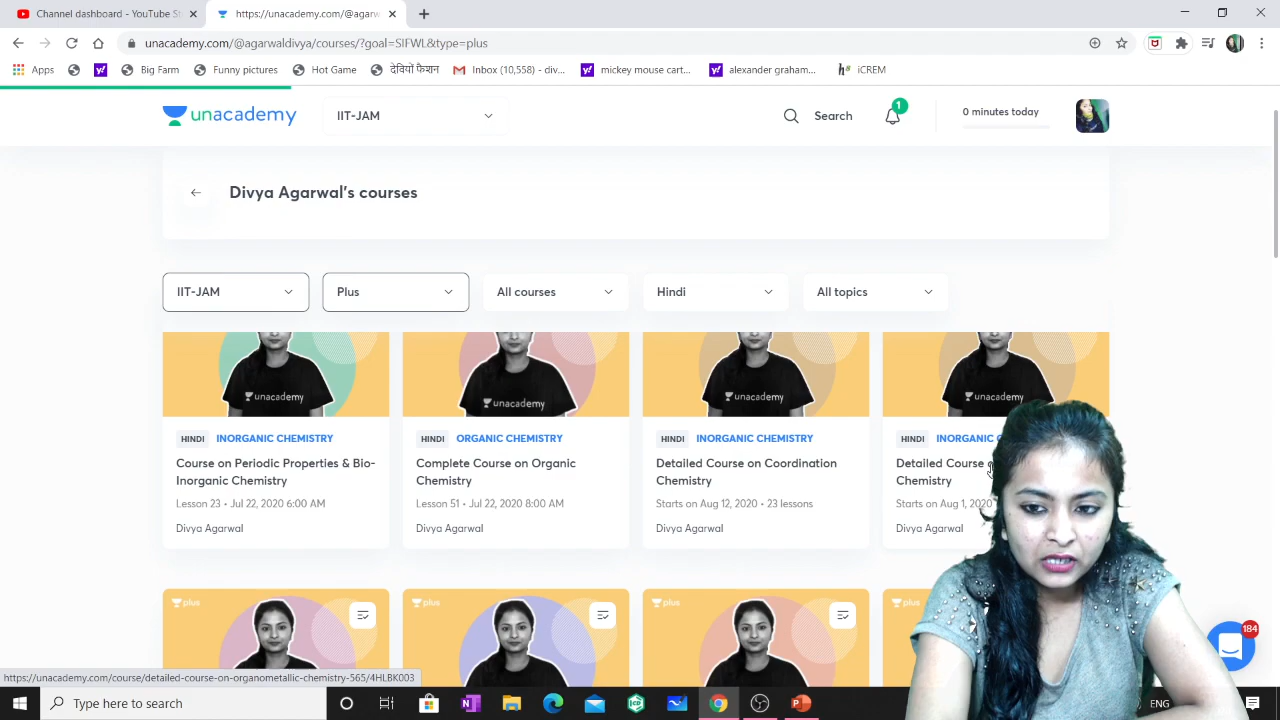 Channel dashboard - YouTube St
https://unacademy.com/@agarw
unacademy.com/@agarwaldivya/courses/?goal=SIFWL&type=plus
Apps
Big Farm
Funny pictures
Hot Game
देवियो फैशन
Inbox (10,558) - div...
mickey mouse cart...
alexander graham...
iCREM
unacademy
IIT-JAM
Search
1
0 minutes today
Divya Agarwal's courses
IIT-JAM
Plus
All courses
Hindi
All topics
unacademy
unacademy
unacademy
unacademy
HINDI INORGANIC CHEMISTRY
Course on Periodic Properties & Bio-
Inorganic Chemistry
Lesson 23 • Jul 22, 2020 6:00 AM
Divya Agarwal
HINDI ORGANIC CHEMISTRY
Complete Course on Organic
Chemistry
Lesson 51 • Jul 22, 2020 8:00 AM
Divya Agarwal
HINDI INORGANIC CHEMISTRY
Detailed Course on Coordination
Chemistry
Starts on Aug 12, 2020 • 23 lessons
Divya Agarwal
HINDI INORGANIC C
Detailed Course
Chemistry
Starts on Aug 1, 2020
Divya Agarwal
plus
plus
plus
plus
184
https://unacademy.com/course/detailed-course-on-organometallic-chemistry-565/4HLBK003
Type here to search
ENG